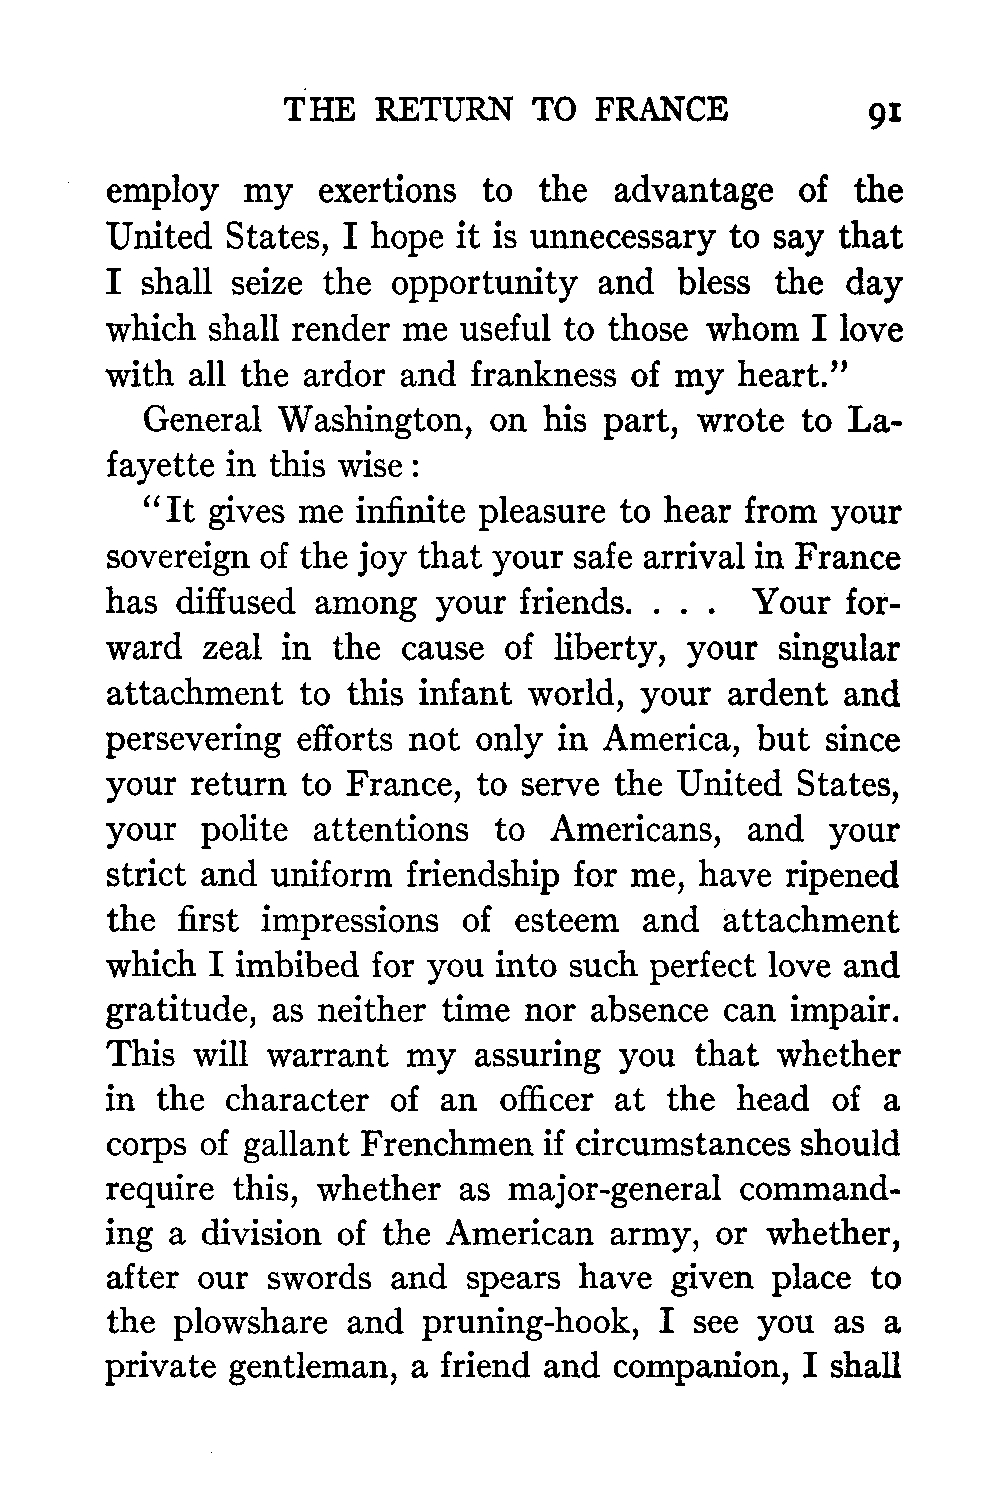 THE RETURN TO FRANCE 91
employ my exertions to the advantage of the
United States, I hope it is unnecessary to say that
I shall seize the opportunity and bless the day
which shall render me useful to those whom I love
with all the ardor and frankness of my heart."
General Washington, on his part, wrote to La-
fayette in this wise:
"It gives me infinite pleasure to hear from your
sovereign of the joy that your safe arrival in France
has diffused among your friends. . . . Your for-
ward zeal in the cause of liberty, your singular
attachment to this infant world, your ardent and
persevering efforts not only in America, but since
your return to France, to serve the United States,
your polite attentions to Americans, and your
strict and uniform friendship for me, have ripened
the first impressions of esteem and attachment
which I imbibed for you into such perfect love and
gratitude, as neither time nor absence can impair.
This will warrant my assuring you that whether
in the character of an officer at the head of a
corps of gallant Frenchmen if circumstances should
require this, whether as major-general command-
ing a division of the American army, or whether,
after our swords and spears have given place to
the plowshare and pruning-hook, I see you as a
private gentleman, a friend and companion, I shall